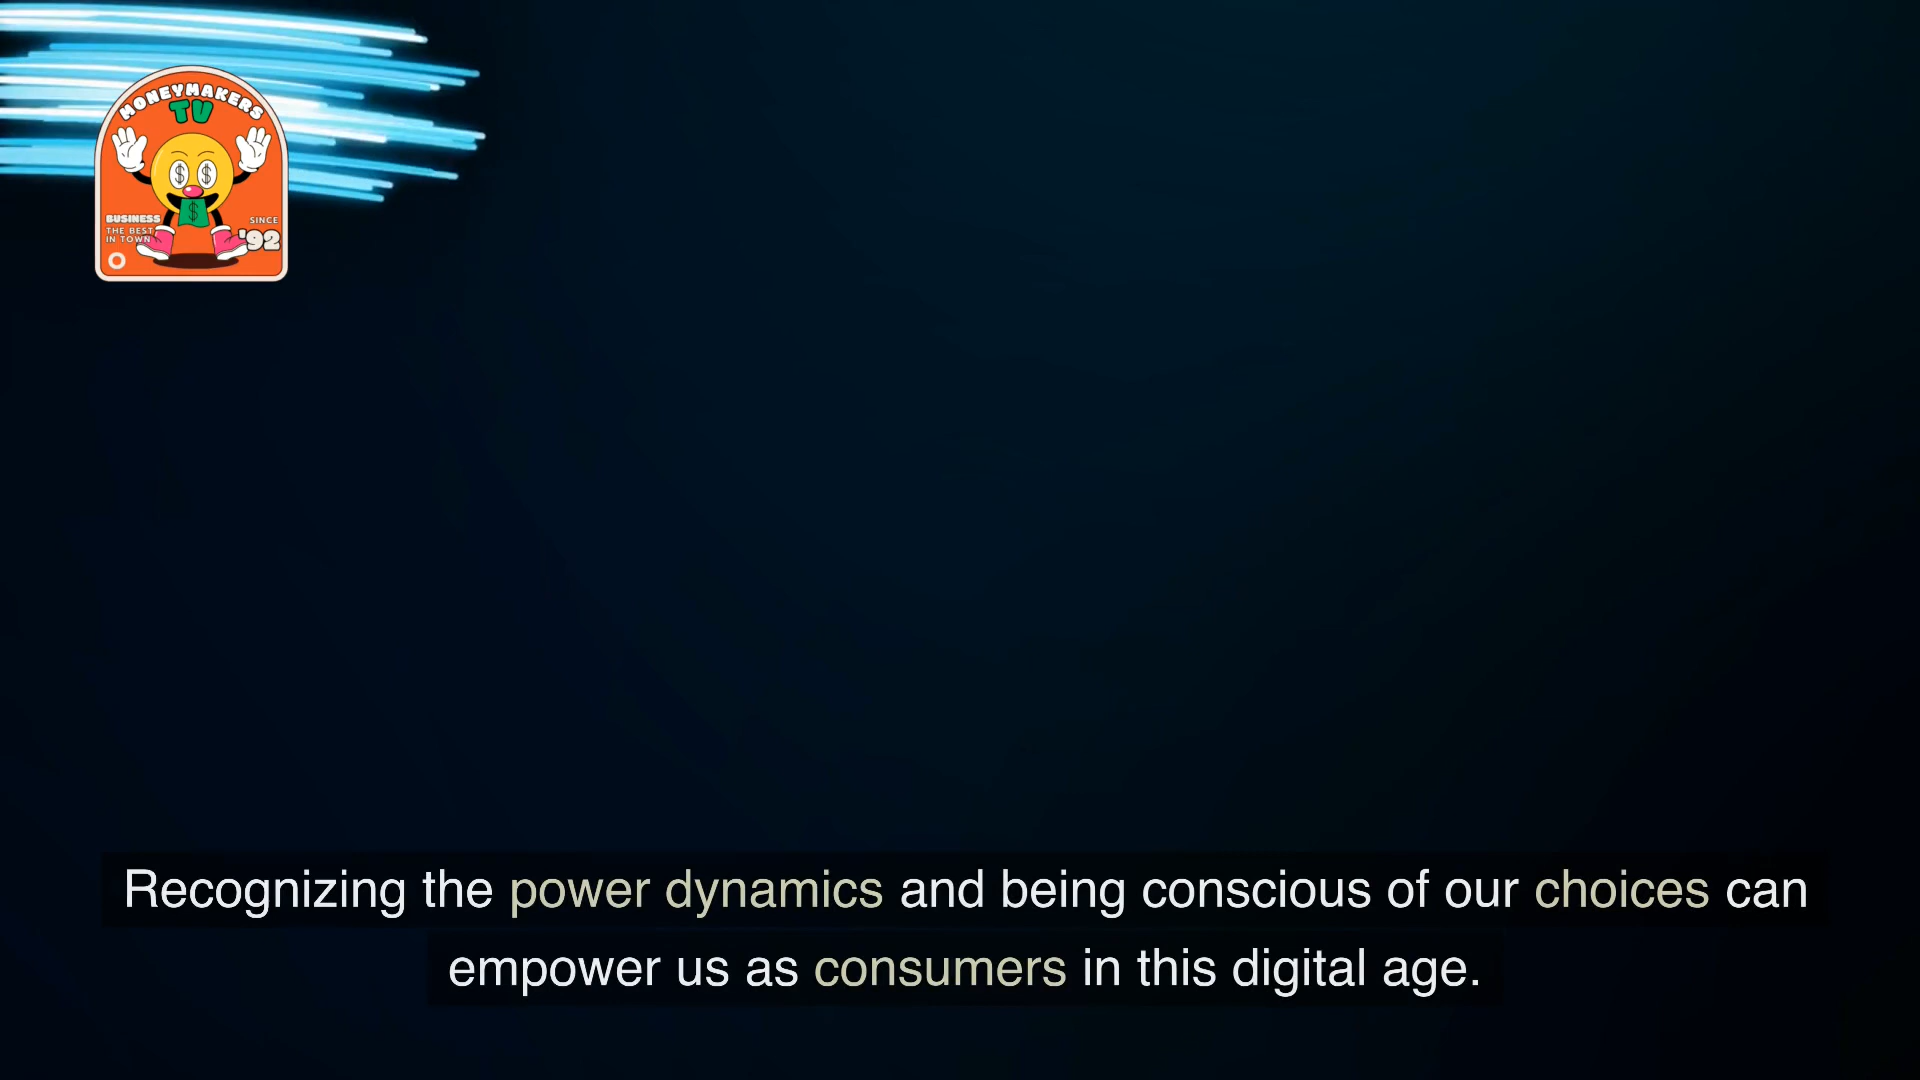 MONEYMAKERS
TV
BUSINESS
THE BEST
IN TOWN
SINCE
'92
Recognizing the power dynamics and being conscious of our choices can
empower us as consumers in this digital age.